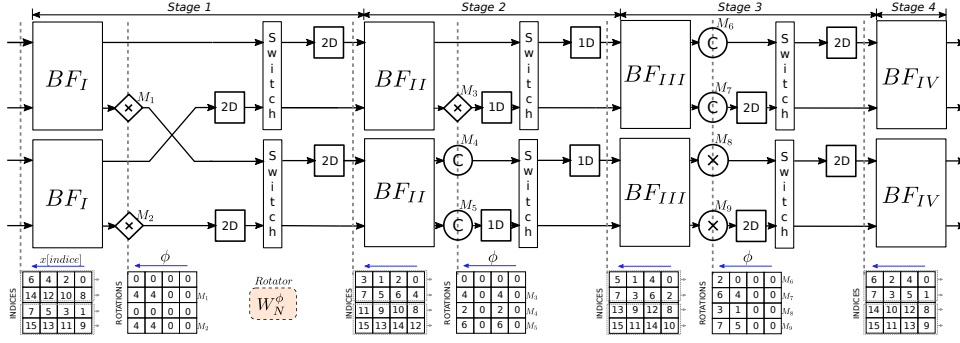 Stage 1 Stage 2 Stage 3 Stage 4
BF_I Switch 2D BF_II Switch 1D BF_III M_6 C Switch 2D BF_IV
M_1 × 2D M_3 × 1D M_7 C 2D
BF_I Switch 2D BF_II M_4 C Switch 1D BF_III M_8 × Switch 2D BF_IV
M_2 × 2D M_5 C 1D M_9 × 2D
x[indice] ϕ Rotator W_N^ϕ ϕ ϕ
INDICES
6 4 2 0
14 12 10 8
7 5 3 1
15 13 11 9
ROTATIONS
0 0 0 0
4 4 0 0 M_1
0 0 0 0
4 4 0 0 M_2
INDICES
3 1 2 0
7 5 6 4
11 9 10 8
15 13 14 12
ROTATIONS
0 0 0 0
4 0 4 0 M_3
2 0 2 0 M_4
6 0 6 0 M_5
INDICES
5 1 4 0
7 3 6 2
13 9 12 8
15 11 14 10
ROTATIONS
2 0 0 0 M_6
6 4 0 0 M_7
3 1 0 0 M_8
7 5 0 0 M_9
INDICES
6 2 4 0
7 3 5 1
14 10 12 8
15 11 13 9